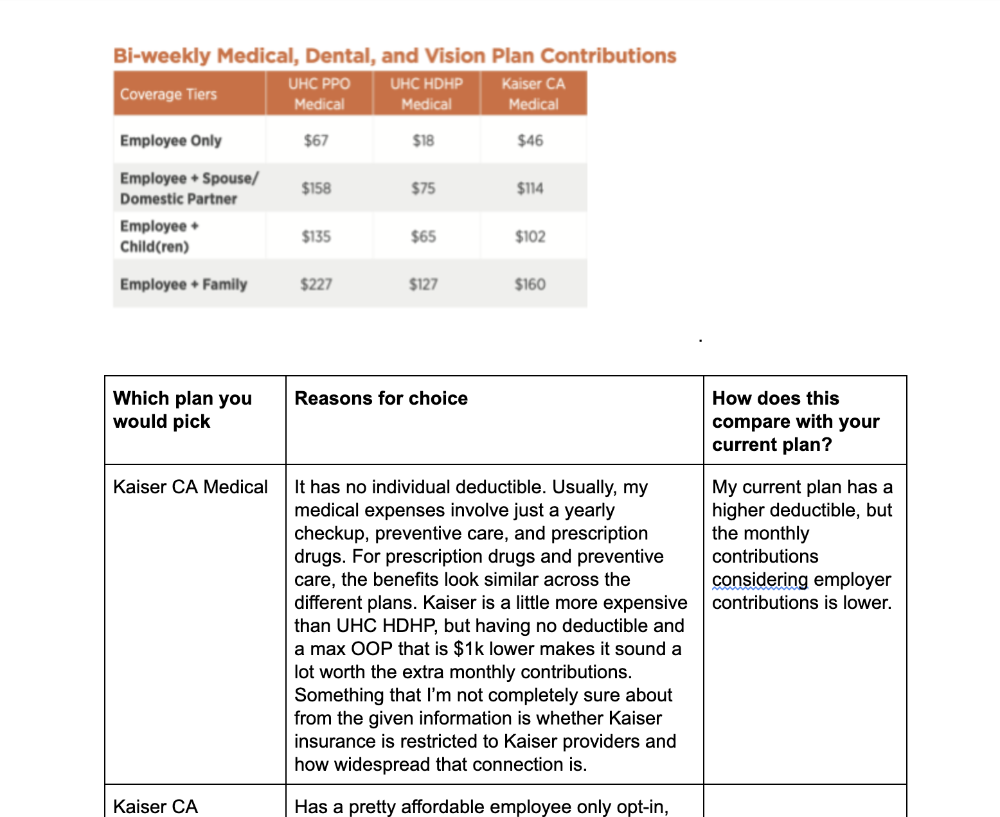 Bi-weekly Medical, Dental, and Vision Plan Contributions
Coverage Tiers
UHC PPO
Medical
UHC HDHP
Medical
Kaiser CA
Medical
Employee Only
$67
$18
$46
Employee + Spouse/
Domestic Partner
$158
$75
$114
Employee +
Child(ren)
$135
$65
$102
Employee + Family
$227
$127
$160
.
Which plan you
would pick
Reasons for choice
How does this
compare with your
current plan?
Kaiser CA Medical
It has no individual deductible. Usually, my
medical expenses involve just a yearly
checkup, preventive care, and prescription
drugs. For prescription drugs and preventive
care, the benefits look similar across the
different plans. Kaiser is a little more expensive
than UHC HDHP, but having no deductible and
a max OOP that is $1k lower makes it sound a
lot worth the extra monthly contributions.
Something that I’m not completely sure about
from the given information is whether Kaiser
insurance is restricted to Kaiser providers and
how widespread that connection is.
My current plan has a
higher deductible, but
the monthly
contributions
considering employer
contributions is lower.
Kaiser CA
Has a pretty affordable employee only opt-in,